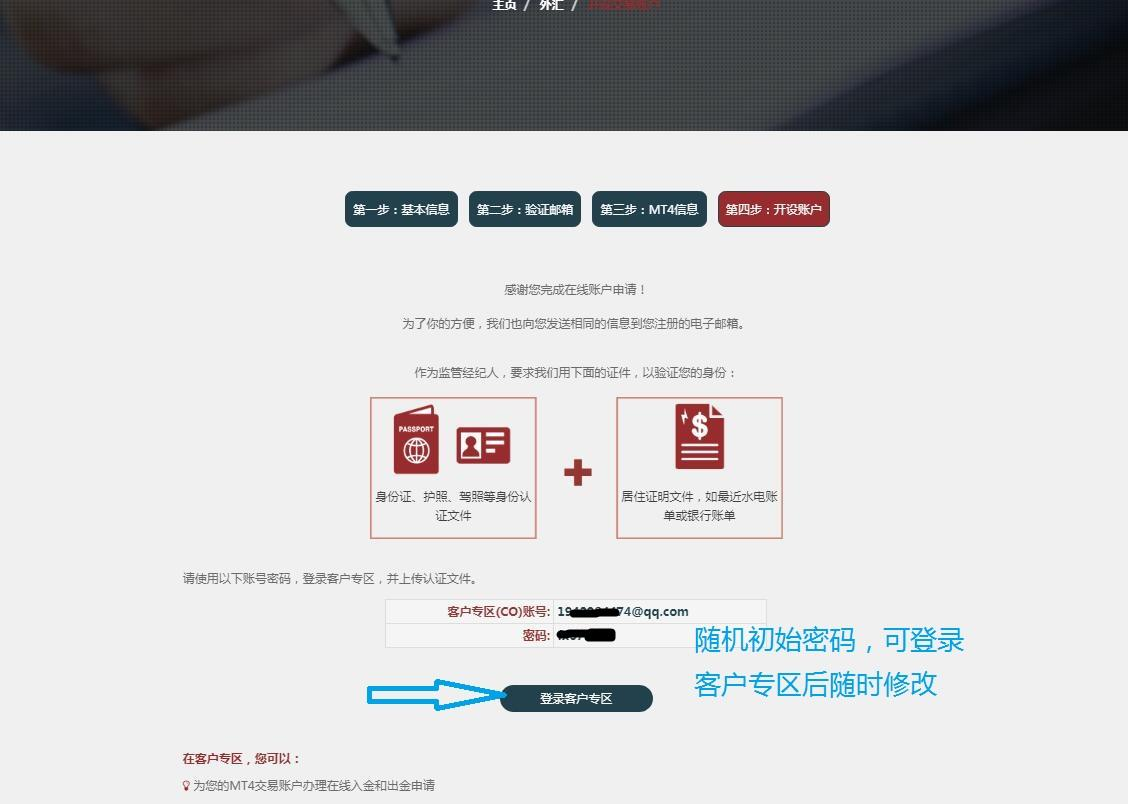 主页 / 外汇 / 开设交易账户
第一步：基本信息 第二步：验证邮箱 第三步：MT4信息 第四步：开设账户
感谢您完成在线账户申请！
为了你的方便，我们也向您发送相同的信息到您注册的电子邮箱。
作为监管经纪人，要求我们用下面的证件，以验证您的身份：
PASSPORT
$
身份证、护照、驾照等身份认
证文件
居住证明文件，如最近水电账
单或银行账单
请使用以下账号密码，登录客户专区，并上传认证文件。
客户专区(CO)账号: 19 74@qq.com
密码:
随机初始密码，可登录
客户专区后随时修改
登录客户专区
在客户专区，您可以：
为您的MT4交易账户办理在线入金和出金申请